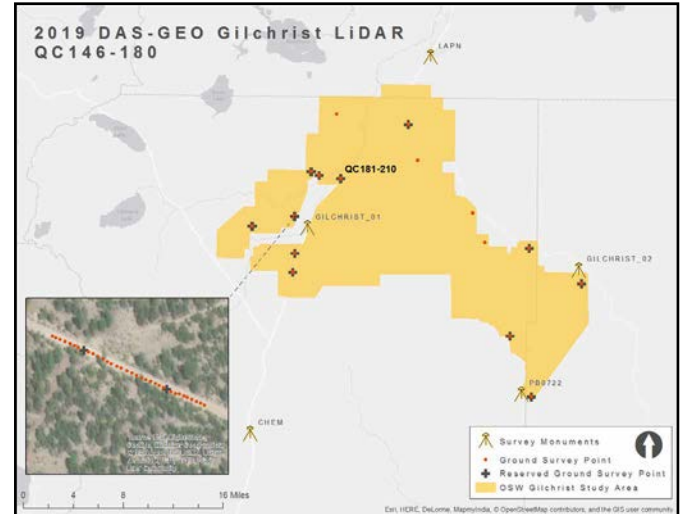 2019 DAS-GEO Gilchrist LiDAR
QC146-180
LAPN
QC181-210
GILCHRIST_01
GILCHRIST_02
PB0722
CHEM
Survey Monuments
Ground Survey Point
Reserved Ground Survey Point
OSW Gilchrist Study Area
0 4 8 16 Miles
Esri, HERE, DeLorme, MapmyIndia, © OpenStreetMap contributors, and the GIS user community